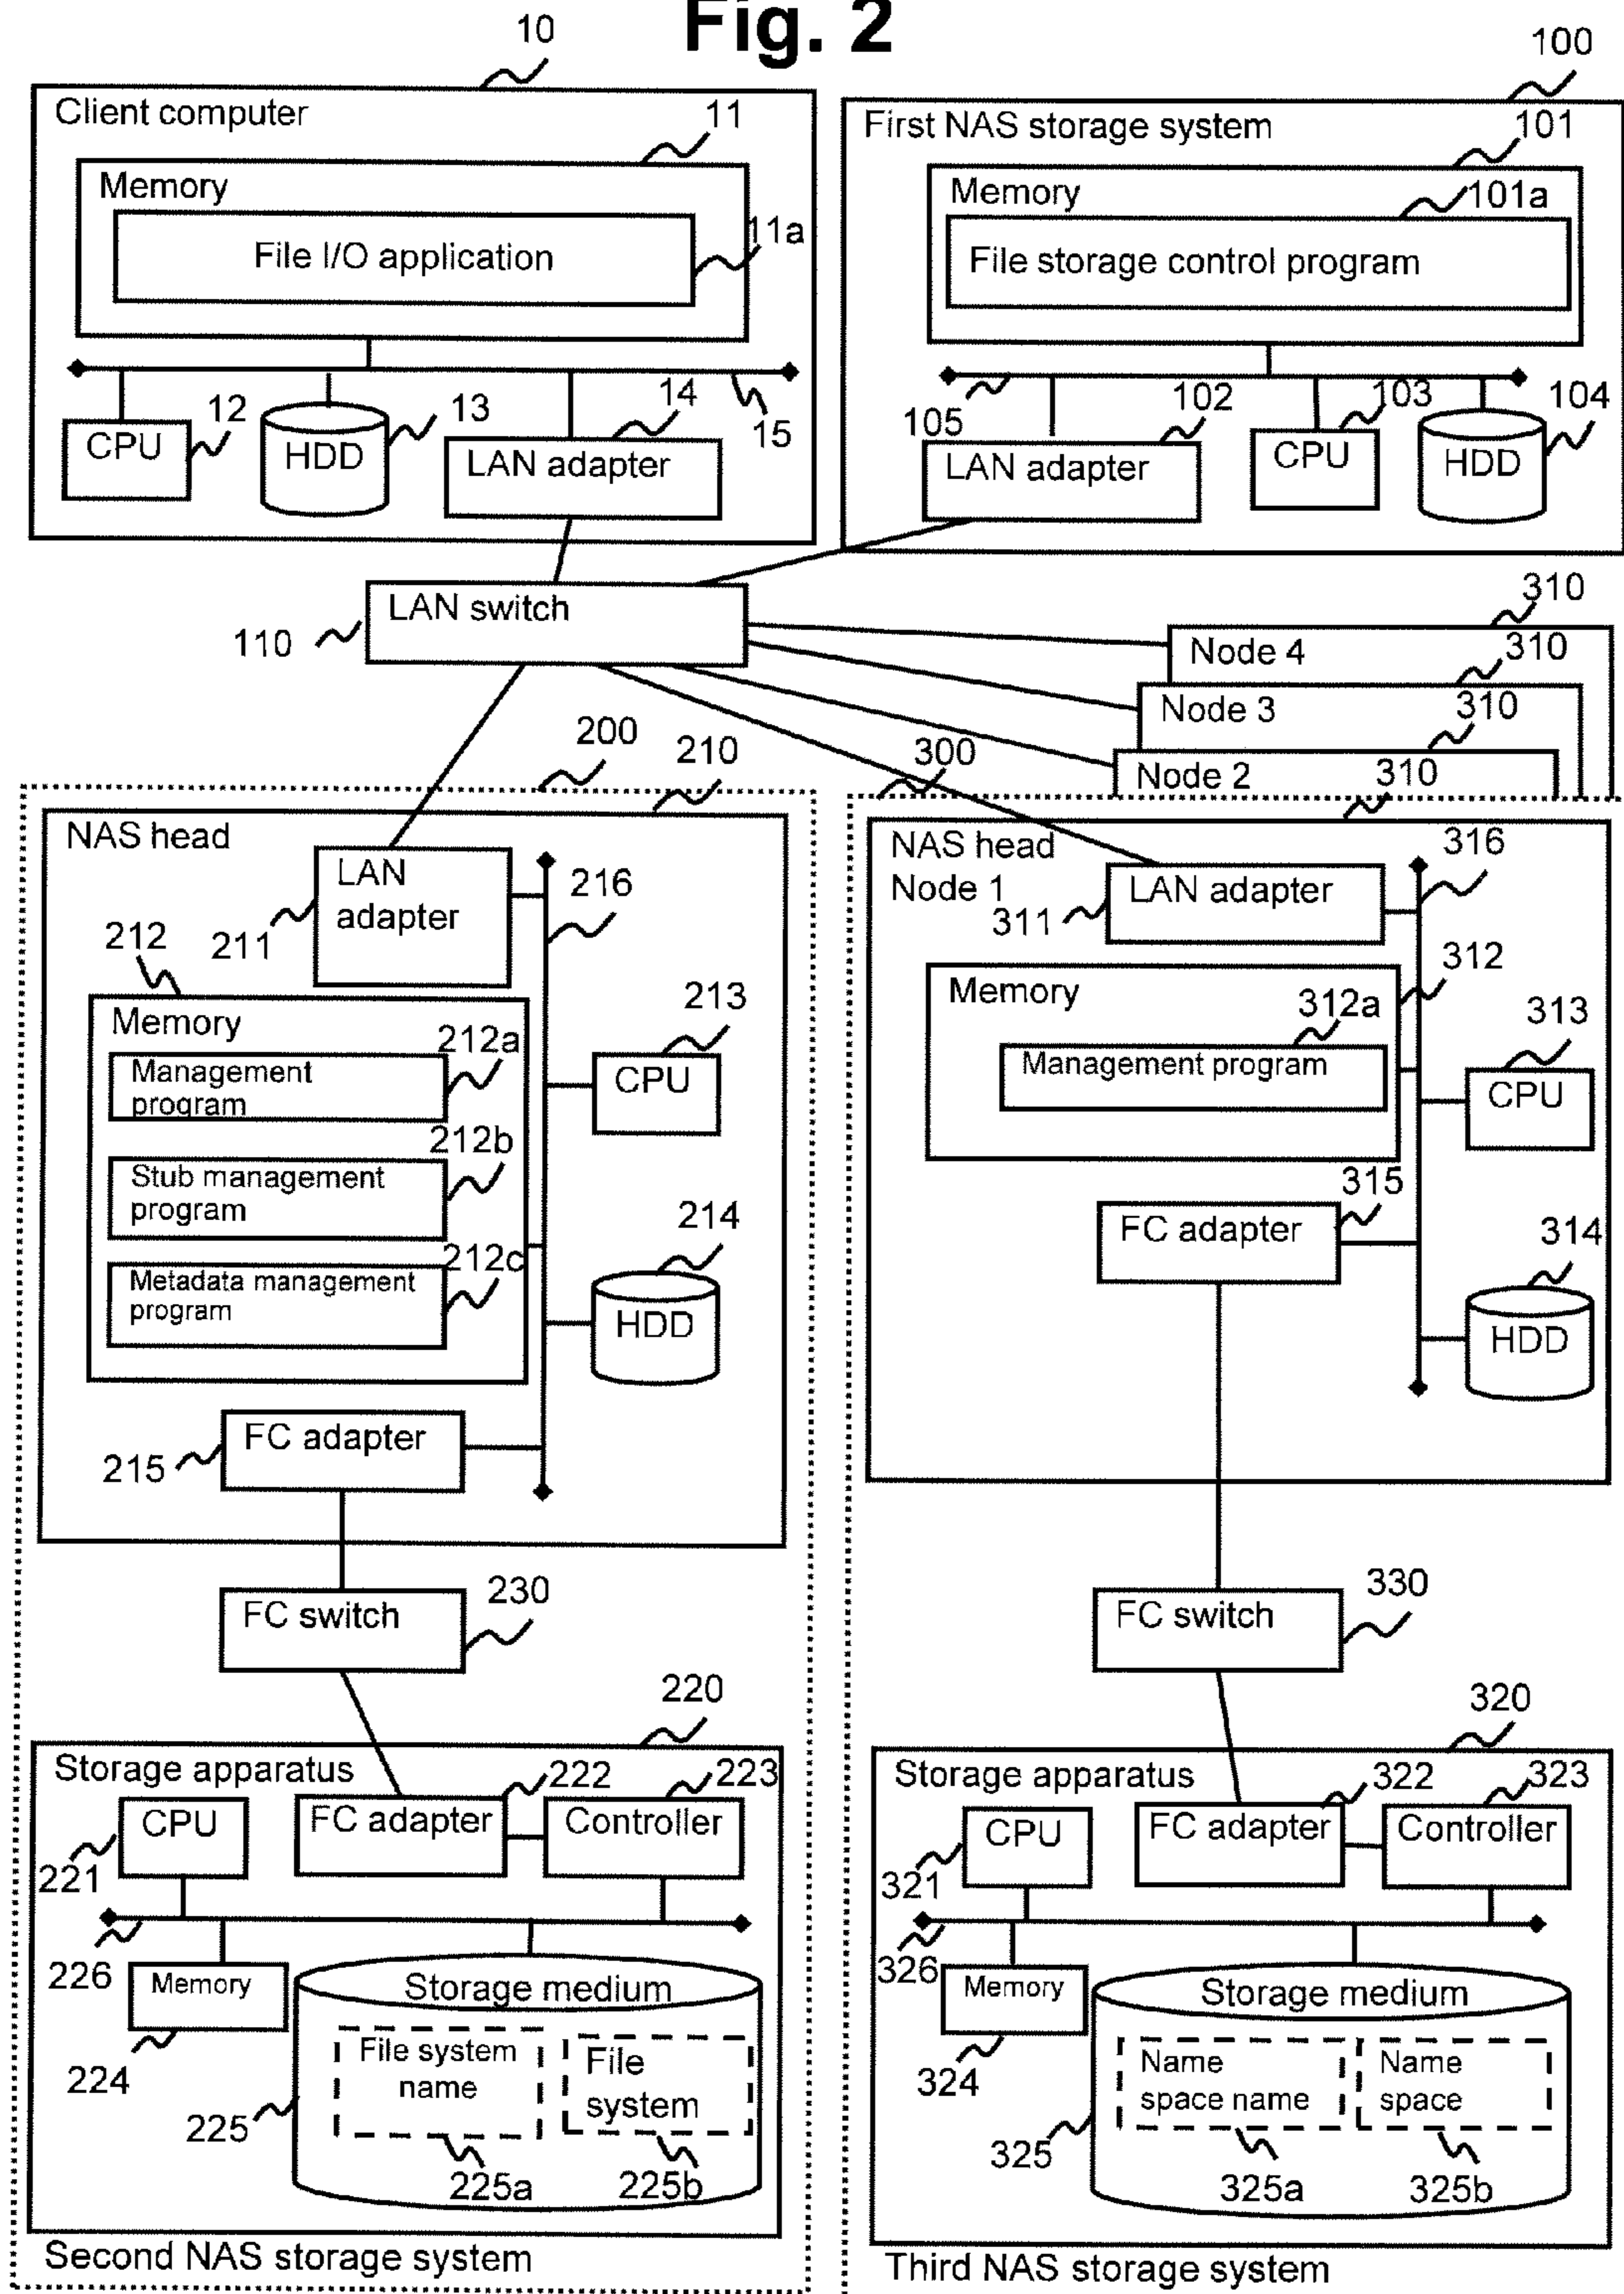 Fig. 2
10
100
Client computer
11
Memory
File I/O application
11a
12
CPU
13
HDD
14
LAN adapter
15
First NAS storage system
101
Memory
101a
File storage control program
105
102
LAN adapter
103
CPU
104
HDD
110
LAN switch
310
Node 4
310
Node 3
310
Node 2
200
210
NAS head
LAN
adapter
211
216
212
Memory
212a
Management
program
212b
Stub management
program
212c
Metadata management
program
213
CPU
214
HDD
215
FC adapter
230
FC switch
220
Storage apparatus
CPU
221
222
FC adapter
223
Controller
226
Memory
224
Storage medium
File system
name
File
system
225
225a
225b
Second NAS storage system
300
310
NAS head
Node 1
311
LAN adapter
316
312
Memory
312a
Management program
313
CPU
315
FC adapter
314
HDD
330
FC switch
320
Storage apparatus
CPU
321
322
FC adapter
323
Controller
326
Memory
324
Storage medium
Name
space name
Name
space
325
325a
325b
Third NAS storage system